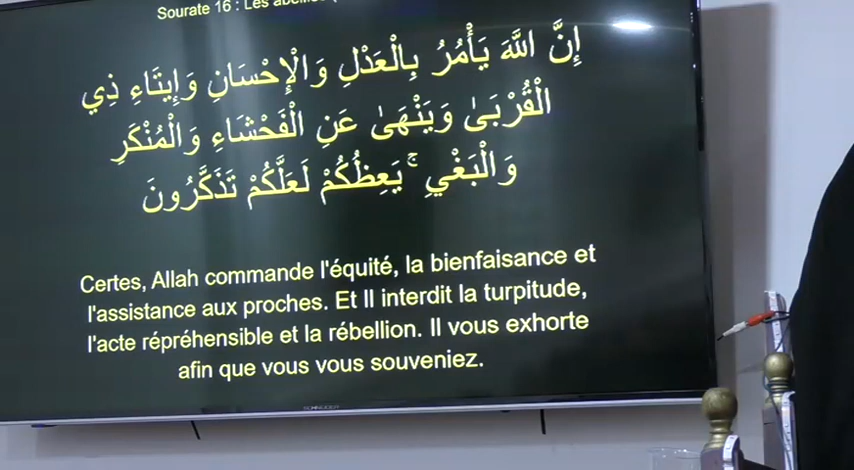 Sourate 16 : Les abeilles
إِنَّ اللَّهَ يَأْمُرُ بِالْعَدْلِ وَالْإِحْسَانِ وَإِيتَاءِ ذِي
الْقُرْبَىٰ وَيَنْهَىٰ عَنِ الْفَحْشَاءِ وَالْمُنْكَرِ
وَالْبَغْيِ ۚ يَعِظُكُمْ لَعَلَّكُمْ تَذَكَّرُونَ
Certes, Allah commande l'équité, la bienfaisance et
l'assistance aux proches. Et Il interdit la turpitude,
l'acte répréhensible et la rébellion. Il vous exhorte
afin que vous vous souveniez.
SCHNEIDER